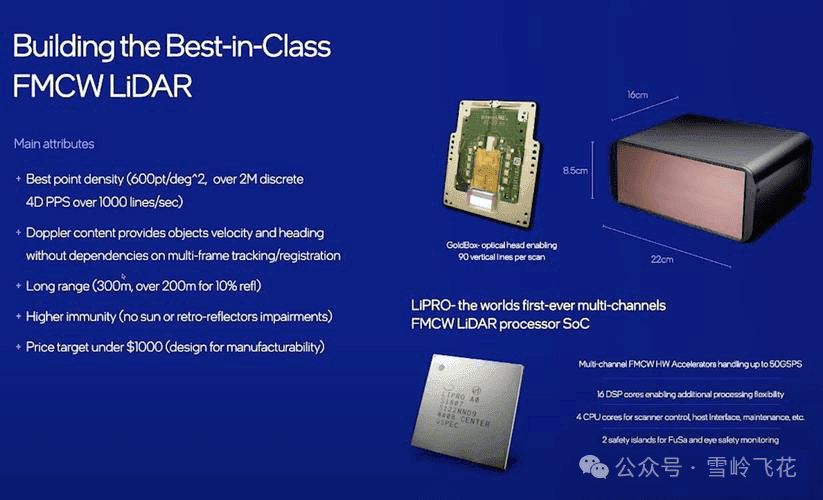 Building the Best-in-Class
FMCW LiDAR
Main attributes
+ Best point density (600pt/deg^2, over 2M discrete
4D PPS over 1000 lines/sec)
+ Doppler content provides objects velocity and heading
without dependencies on multi-frame tracking/registration
+ Long range (300m, over 200m for 10% refl)
+ Higher immunity (no sun or retro-reflectors impairments)
+ Price target under $1000 (design for manufacturability)
GoldBox- optical head enabling
90 vertical lines per scan
16cm
8.5cm
22cm
LiPRO- the worlds first-ever multi-channels
FMCW LiDAR processor SoC
LIPRO A0
S1807
5122NND9
QSPEC
Multi-channel FMCW HW Accelerators handling up to 50GSPS
16 DSP cores enabling additional processing flexibility
4 CPU cores for scanner control, host Interface, maintenance, etc.
2 safety islands for FuSa and eye safety monitoring
公众号·雪岭飞花